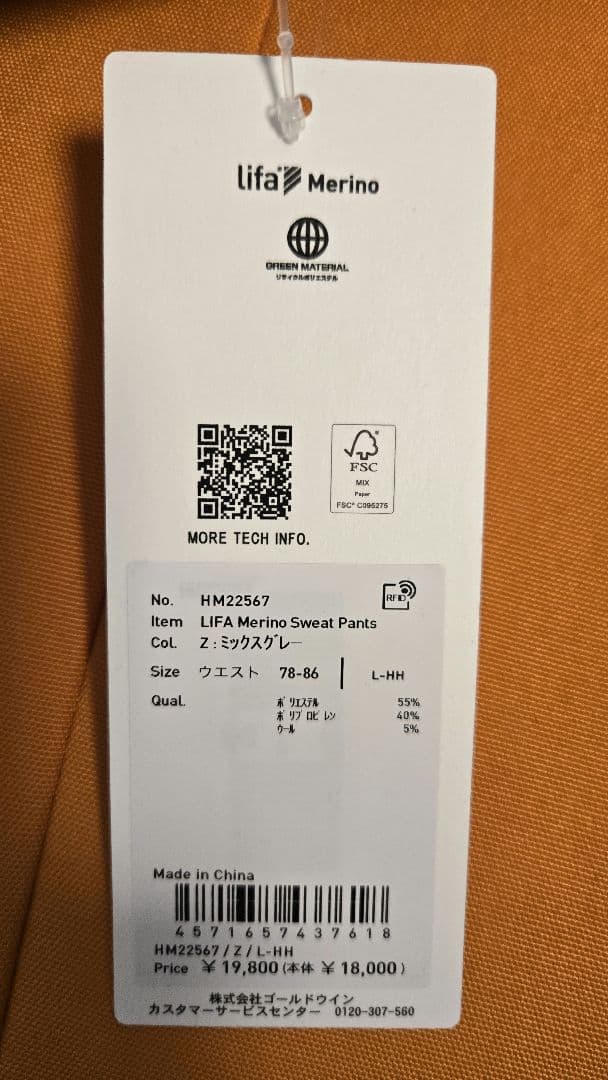 lifa Merino
GREEN MATERIAL
リサイクルポリエステル
FSC
MIX
Paper
FSC® C095275
MORE TECH INFO.
No. HM22567
RFID
Item LIFA Merino Sweat Pants
Col. Z:ミックスグレー
Size ウエスト 78-86 L-HH
Qual. ポリエステル 55%
ポリプロピレン 40%
ウール 5%
Made in China
4571657437618
HM22567/Z/L-HH
Price ¥19,800(本体 ¥18,000)
株式会社ゴールドウイン
カスタマーサービスセンター 0120-307-560